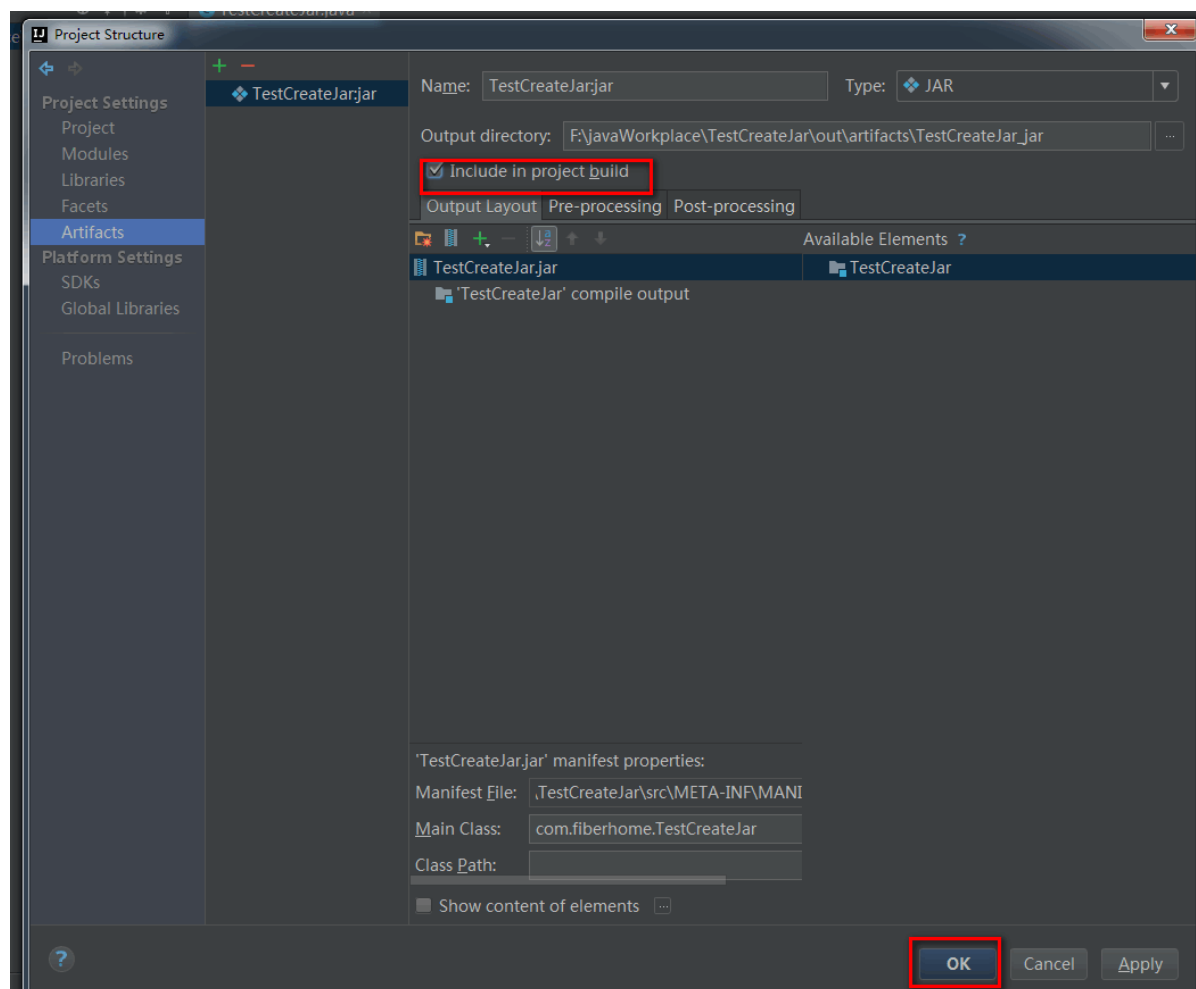 TestCreateJar.java
Project Structure
Project Settings
Project
Modules
Libraries
Facets
Artifacts
Platform Settings
SDKs
Global Libraries
Problems
TestCreateJar:jar
Name: TestCreateJar:jar Type: JAR
Output directory: F:\javaWorkplace\TestCreateJar\out\artifacts\TestCreateJar_jar ...
Include in project build
Output Layout Pre-processing Post-processing
Available Elements ?
TestCreateJar.jar
TestCreateJar
'TestCreateJar' compile output
'TestCreateJar.jar' manifest properties:
Manifest File: \TestCreateJar\src\META-INF\MANI
Main Class: com.fiberhome.TestCreateJar
Class Path:
Show content of elements ...
? OK Cancel Apply